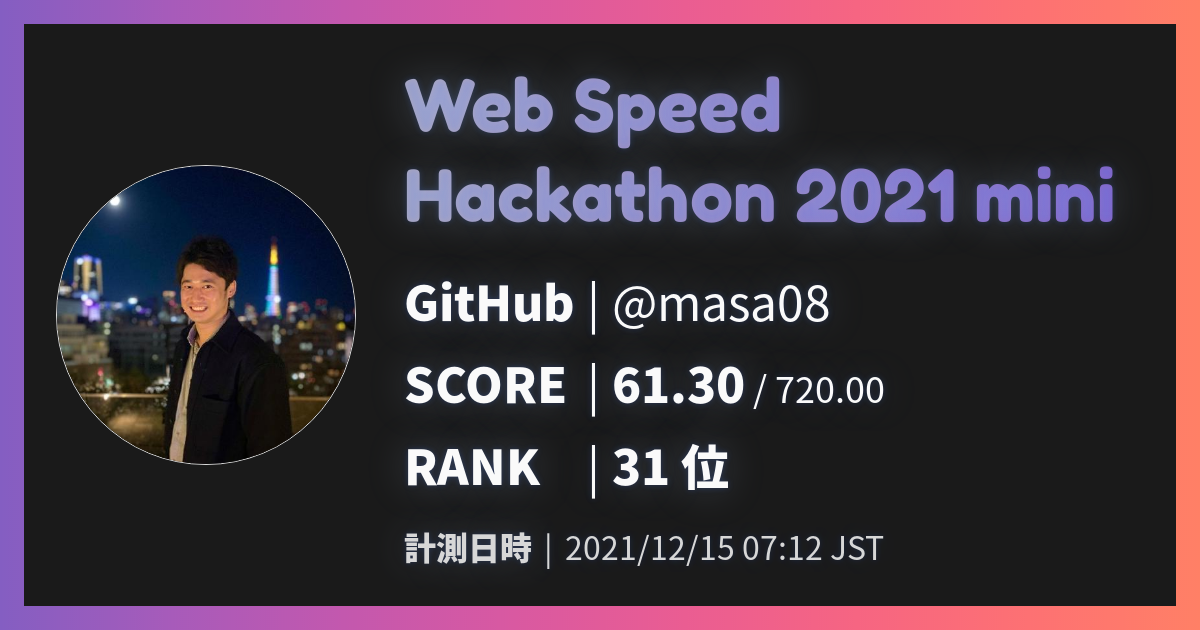 Web Speed
Hackathon 2021 mini
GitHub | @masa08
SCORE | 61.30 / 720.00
RANK | 31 位
計測日時 | 2021/12/15 07:12 JST